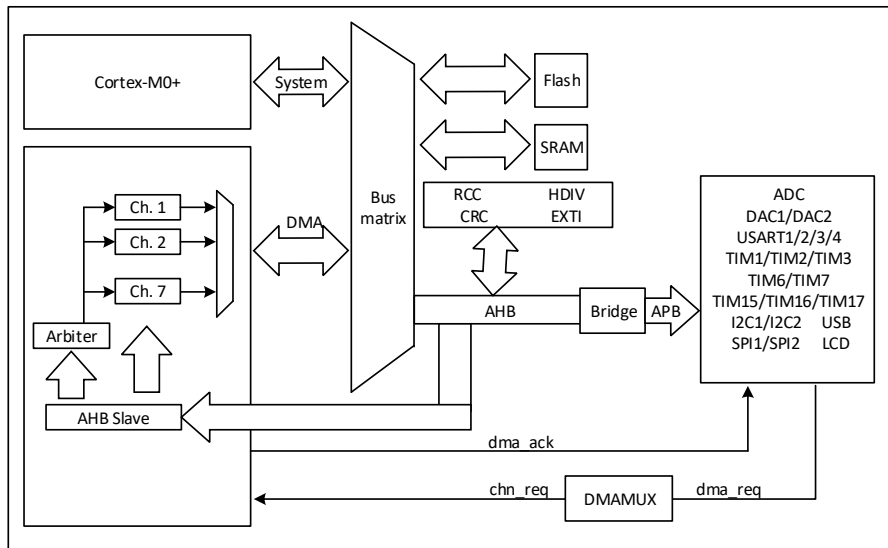 Cortex-M0+
System
Flash
SRAM
Bus
matrix
RCC HDIV
CRC EXTI
Ch. 1
Ch. 2
Ch. 7
DMA
ADC
DAC1/DAC2
USART1/2/3/4
TIM1/TIM2/TIM3
TIM6/TIM7
TIM15/TIM16/TIM17
I2C1/I2C2 USB
SPI1/SPI2 LCD
AHB
Bridge
APB
Arbiter
AHB Slave
dma_ack
chn_req
DMAMUX
dma_req